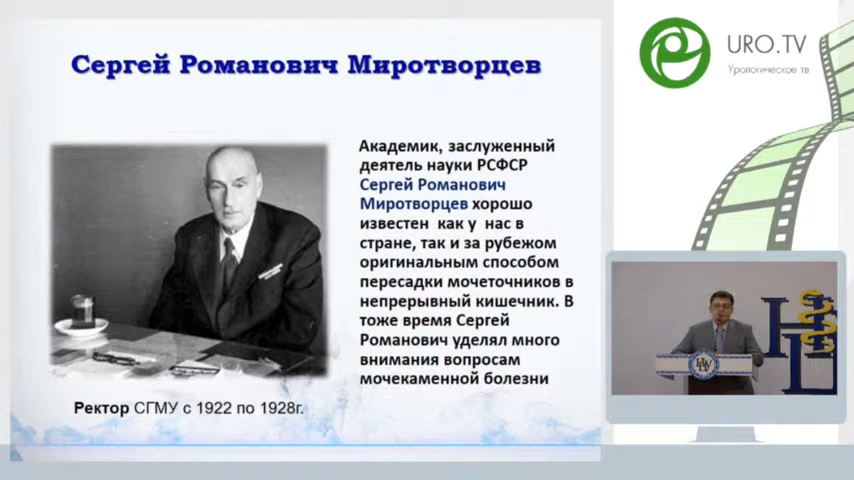 Сергей Романович Миротворцев
Академик, заслуженный
деятель науки РСФСР
Сергей Романович
Миротворцев хорошо
известен как у нас в
стране, так и за рубежом
оригинальным способом
пересадки мочеточников в
непрерывный кишечник. В
тоже время Сергей
Романович уделял много
внимания вопросам
мочекаменной болезни
Ректор СГМУ с 1922 по 1928г.
URO.TV
Урологическое тв